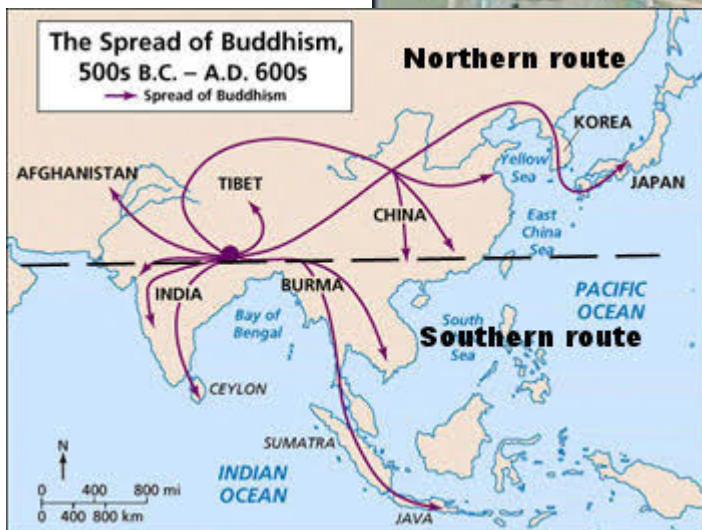 The Spread of Buddhism,
500s B.C. – A.D. 600s
Spread of Buddhism
Northern route
KOREA
AFGHANISTAN
TIBET
Yellow
Sea
JAPAN
CHINA
East
China
Sea
INDIA
BURMA
PACIFIC
OCEAN
Bay of
Bengal
South
Sea
Southern route
CEYLON
N
SUMATRA
0 400 800 mi
0 400 800 km
INDIAN
OCEAN
JAVA